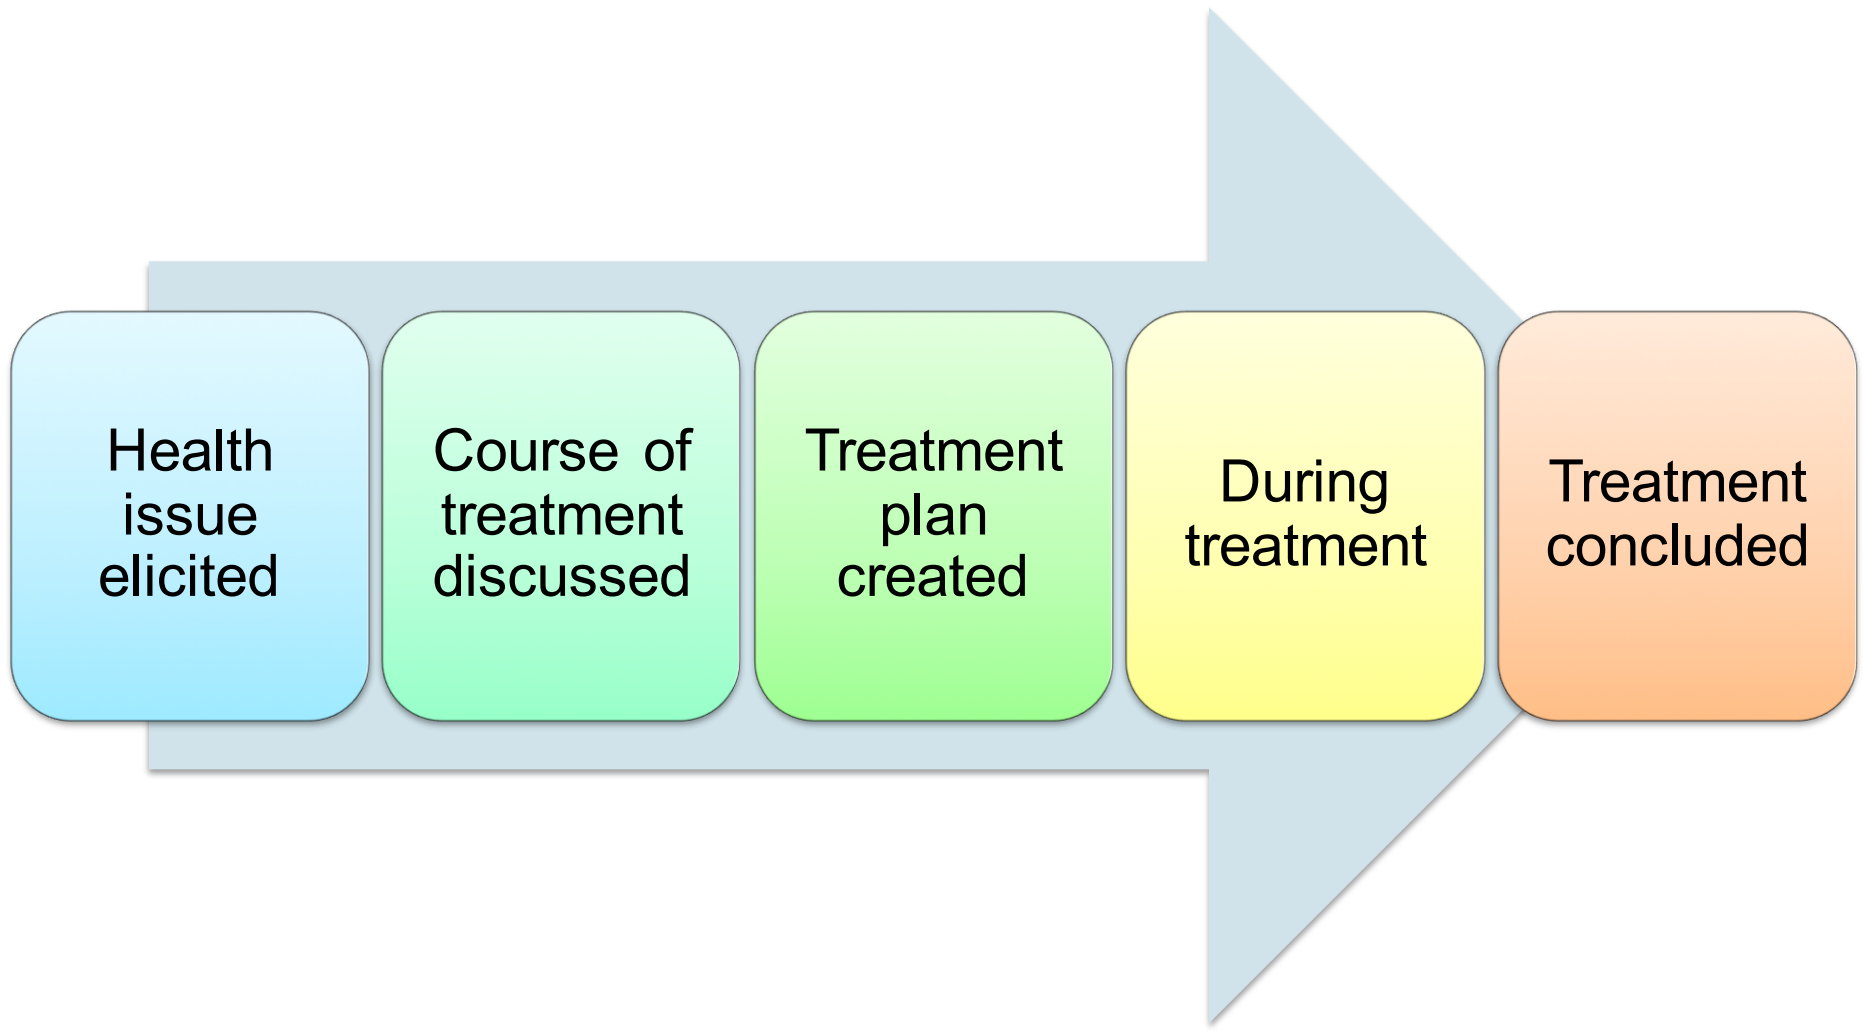 Health
issue
elicited
Course of
treatment
discussed
Treatment
plan
created
During
treatment
Treatment
concluded